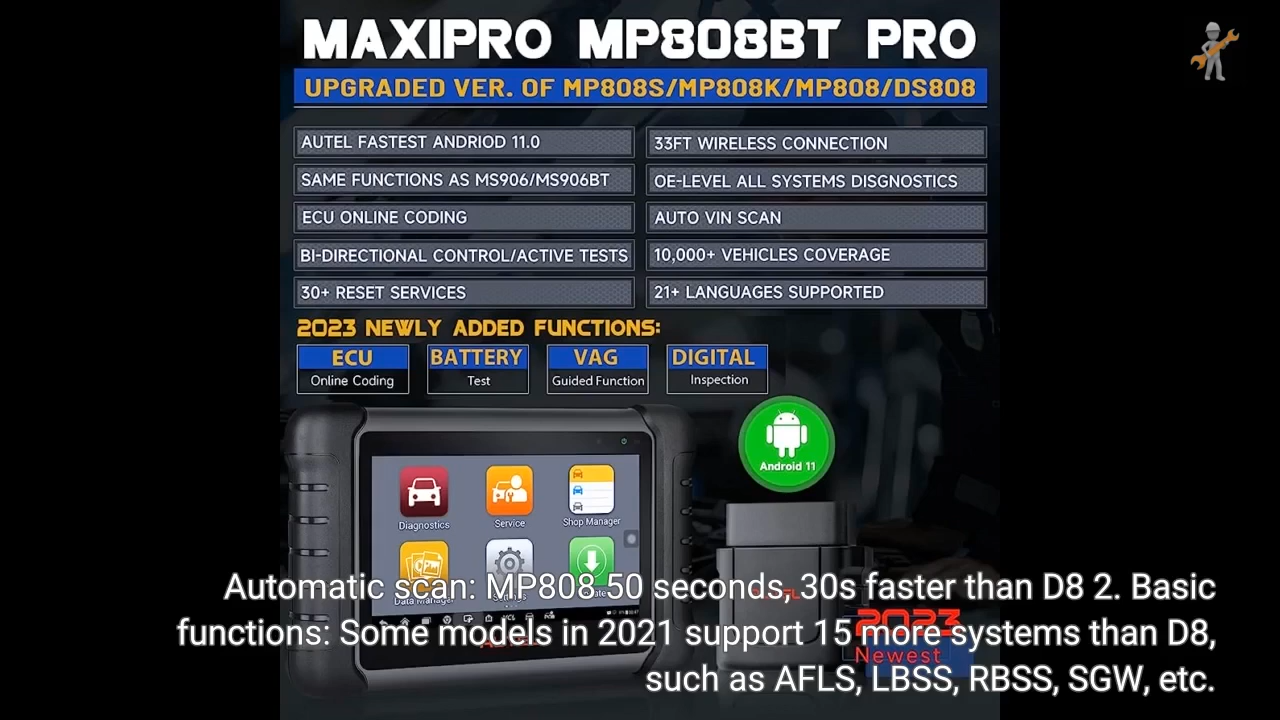 MAXIPRO MP808BT PRO
UPGRADED VER. OF MP808S/MP808K/MP808/DS808
AUTEL FASTEST ANDRIOD 11.0
33FT WIRELESS CONNECTION
SAME FUNCTIONS AS MS906/MS906BT
OE-LEVEL ALL SYSTEMS DISGNOSTICS
ECU ONLINE CODING
AUTO VIN SCAN
BI-DIRECTIONAL CONTROL/ACTIVE TESTS
10,000+ VEHICLES COVERAGE
30+ RESET SERVICES
21+ LANGUAGES SUPPORTED
2023 NEWLY ADDED FUNCTIONS:
ECU
Online Coding
BATTERY
Test
VAG
Guided Function
DIGITAL
Inspection
Android 11
Diagnostics
Service
Shop Manager
Data Manager
Automatic scan: MP808 50 seconds, 30s faster than D8 2. Basic
functions: Some models in 2021 support 15 more systems than D8,
such as AFLS, LBSS, RBSS, SGW, etc.
2023
Newest